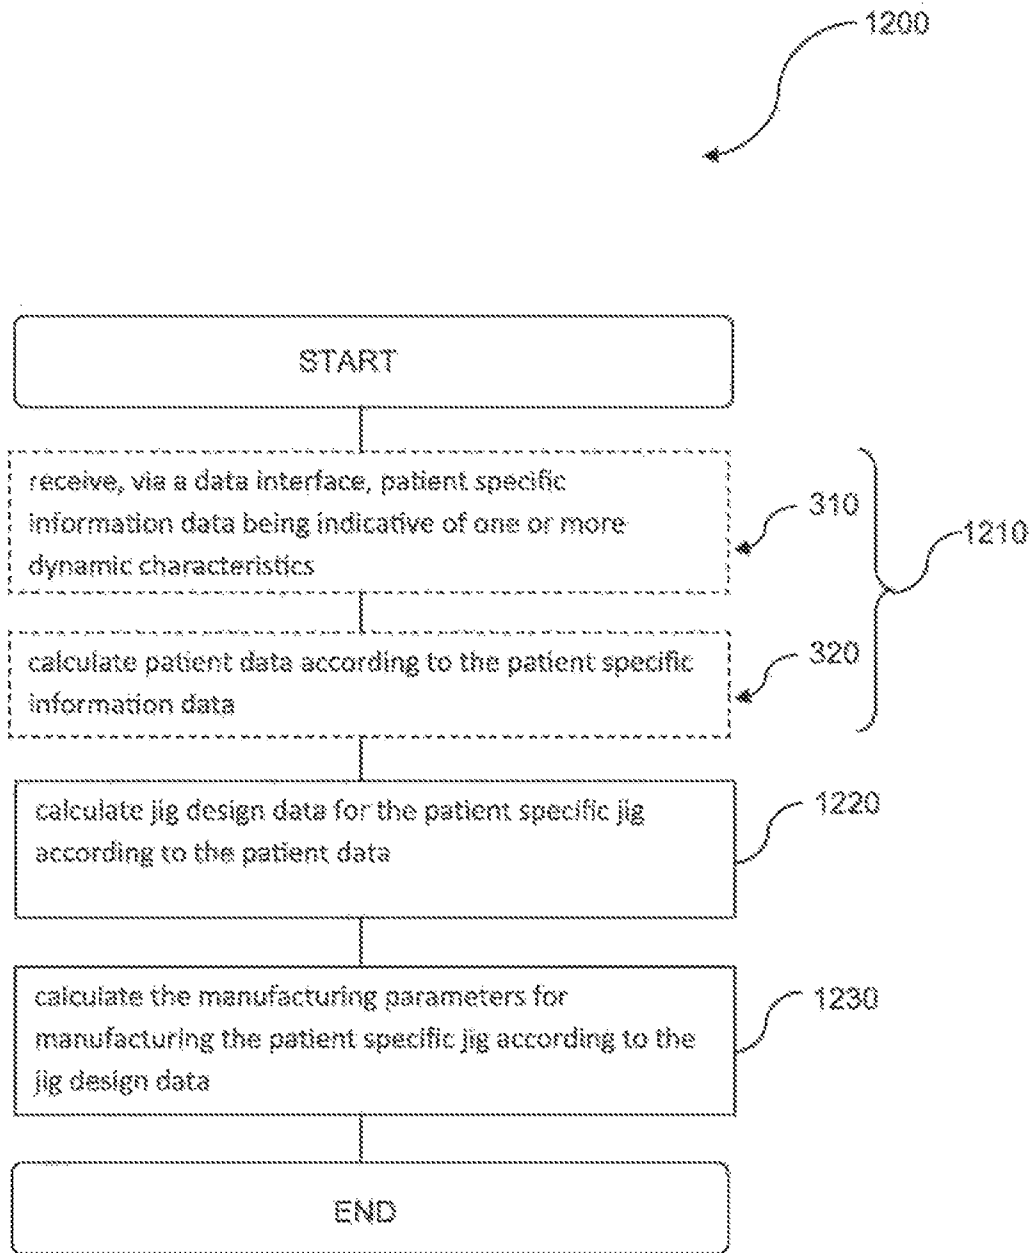 1200
START
receive, via a data interface, patient specific
information data being indicative of one or more
dynamic characteristics
310
1210
calculate patient data according to the patient specific
information data
320
calculate jig design data for the patient specific jig
according to the patient data
1220
calculate the manufacturing parameters for
manufacturing the patient specific jig according to the
jig design data
1230
END